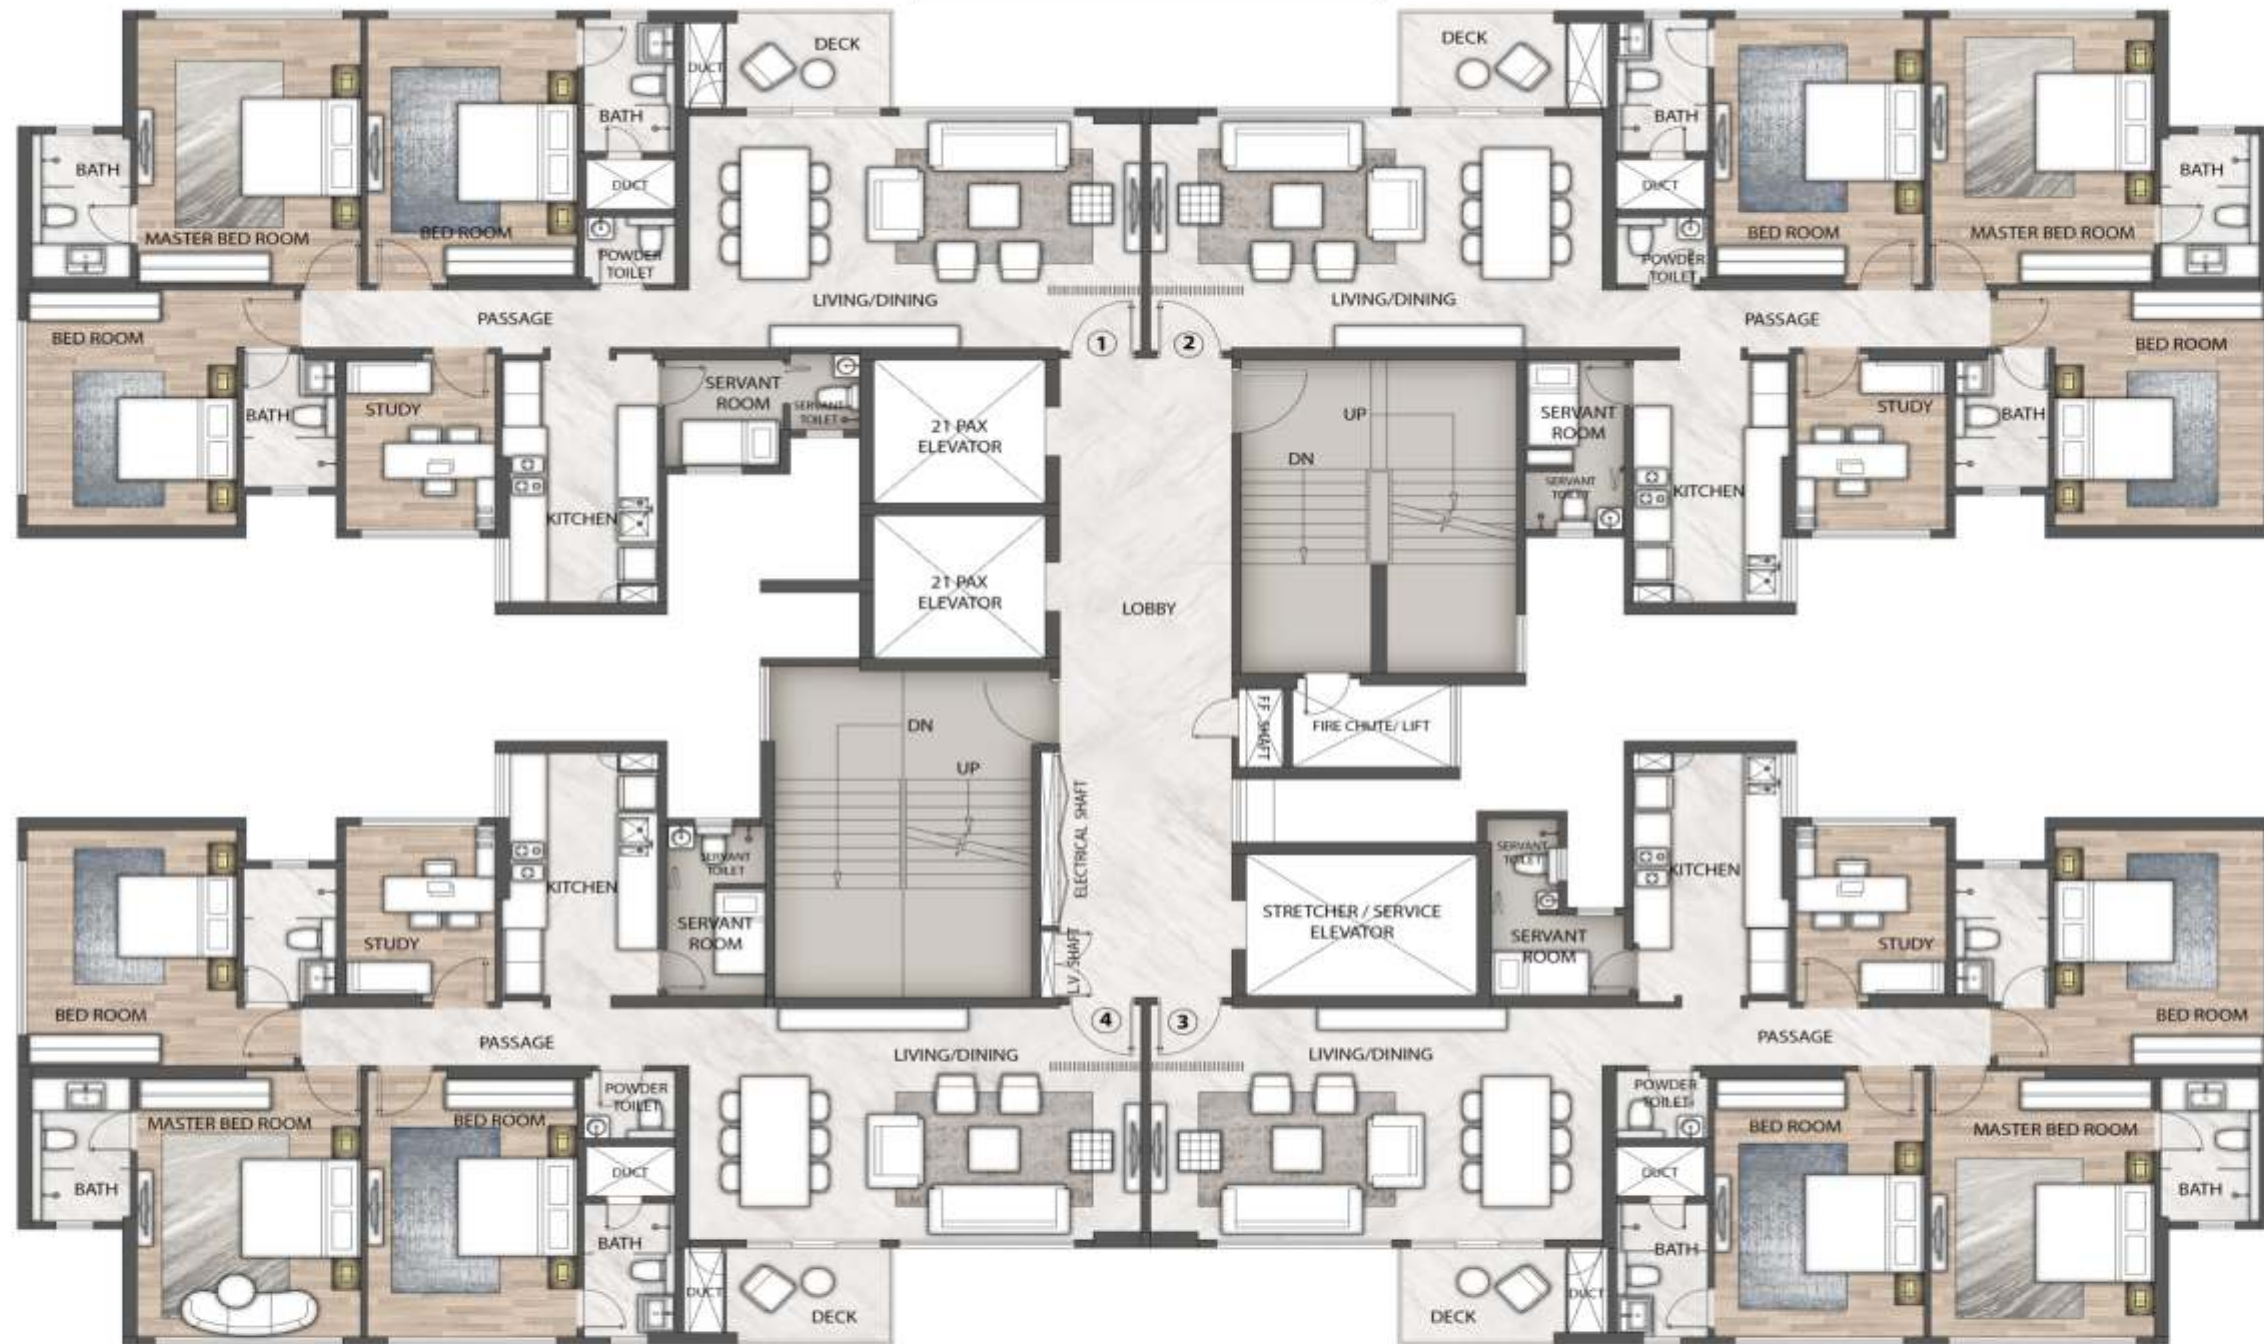 DECK
DUCT
BATH
BATH
DUCT
MASTER BED ROOM
BED ROOM
POWDER
TOILET
LIVING/DINING
PASSAGE
BED ROOM
BATH
STUDY
KITCHEN
SERVANT
ROOM
SERVANT
TOILET
1
DECK
BATH
DUCT
BATH
BED ROOM
MASTER BED ROOM
POWDER
TOILET
LIVING/DINING
PASSAGE
2
BED ROOM
BATH
STUDY
KITCHEN
SERVANT
ROOM
SERVANT
TOILET
21 PAX
ELEVATOR
21 PAX
ELEVATOR
UP
DN
LOBBY
DN
UP
F.F. SHAFT
FIRE CHUTE/ LIFT
ELECTRICAL SHAFT
L.V. SHAFT
STRETCHER / SERVICE
ELEVATOR
KITCHEN
SERVANT
TOILET
SERVANT
ROOM
STUDY
BED ROOM
PASSAGE
LIVING/DINING
4
POWDER
TOILET
MASTER BED ROOM
BED ROOM
DUCT
BATH
BATH
DUCT
DECK
KITCHEN
SERVANT
TOILET
SERVANT
ROOM
STUDY
BED ROOM
PASSAGE
LIVING/DINING
3
POWDER
TOILET
BED ROOM
MASTER BED ROOM
DUCT
BATH
BATH
DUCT
DECK